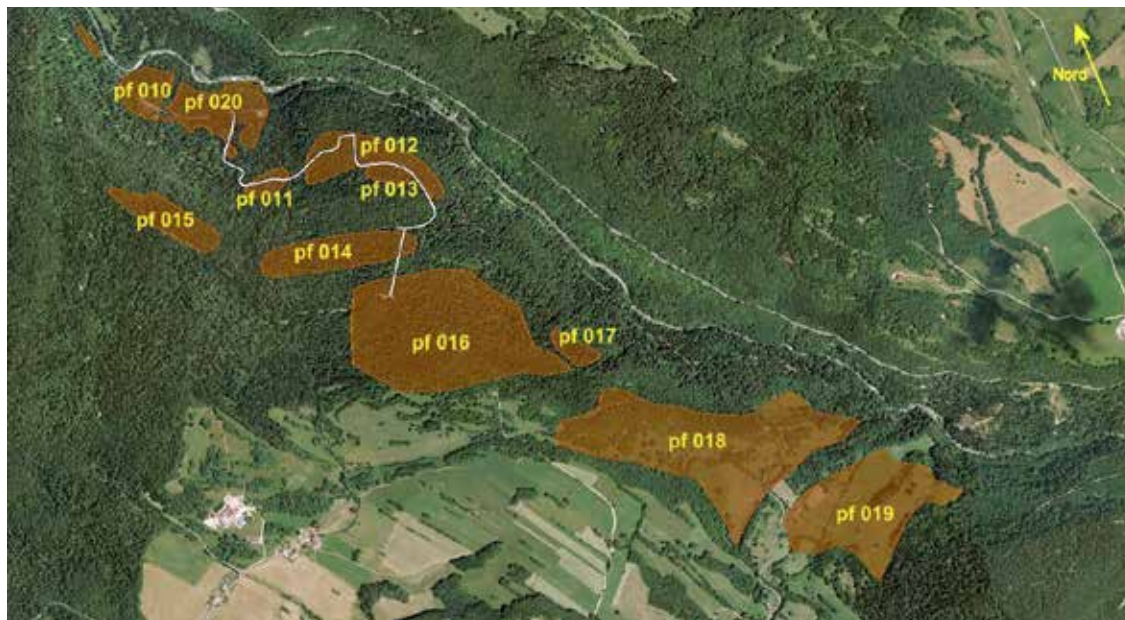 Nord
pf 010
pf 020
pf 012
pf 011
pf 013
pf 015
pf 014
pf 016
pf 017
pf 018
pf 019